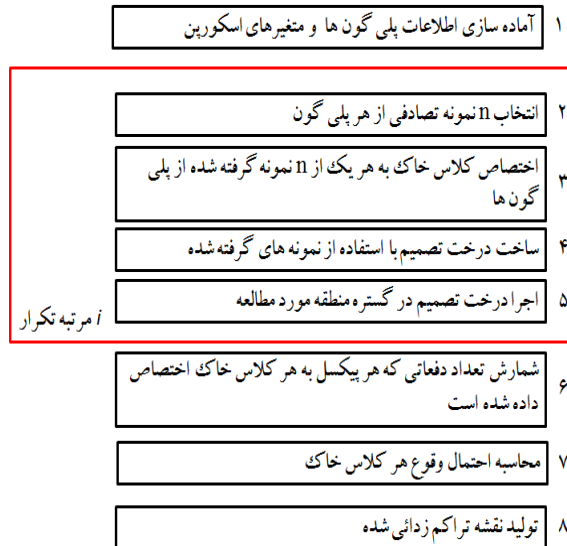 ۱ آماده سازی اطلاعات پلی گون ها و متغیرهای اسکورپن
۲ انتخاب n نمونه تصادفی از هر پلی گون
۳ اختصاص کلاس خاک به هر یک از n نمونه گرفته شده از پلی
گون ها
۴ ساخت درخت تصمیم با استفاده از نمونه های گرفته شده
۵ اجرا درخت تصمیم در گستره منطقه مورد مطالعه
i مرتبه تکرار
۶ شمارش تعداد دفعاتی که هر پیکسل به هر کلاس خاک اختصاص
داده شده است
۷ محاسبه احتمال وقوع هر کلاس خاک
۸ تولید نقشه تراکم زدائی شده